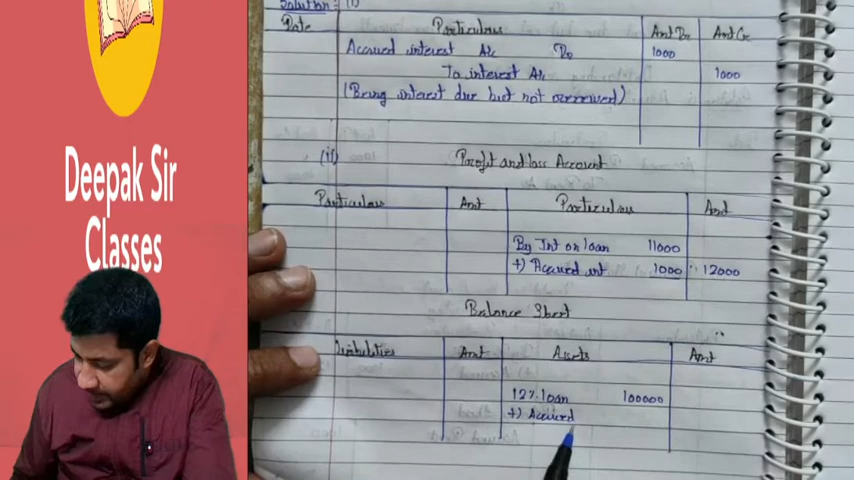 Deepak Sir
Classes
Solution : (i)
Date Particulars Amt Dr Amt Cr
Accrued interest A/c Dr 1000
To interest A/c 1000
(Being interest due but not received)
(ii) Profit and loss Account
Particulars Amt Particulars Amt
By Int on loan 11000
+) Accrued int 1000 12000
Balance Sheet
Liabilities Amt Assets Amt
12% loan 100000
+) Accrued